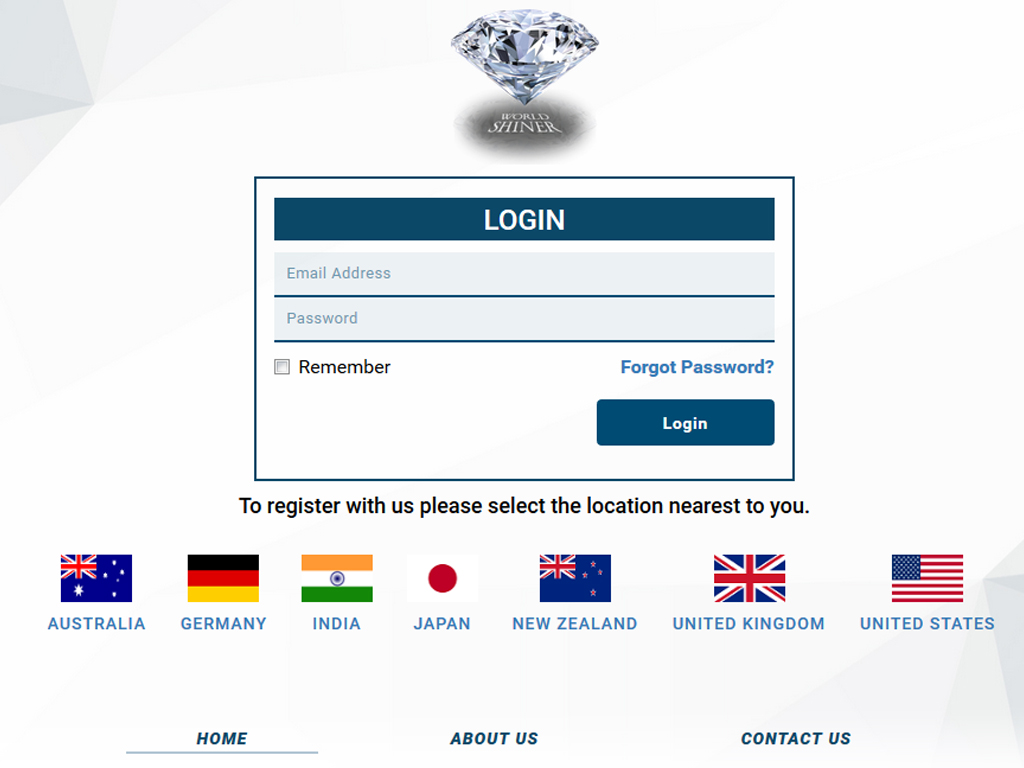 WORLD
SHINER
LOGIN
Email Address
Password
Remember
Forgot Password?
Login
To register with us please select the location nearest to you.
AUSTRALIA
GERMANY
INDIA
JAPAN
NEW ZEALAND
UNITED KINGDOM
UNITED STATES
HOME
ABOUT US
CONTACT US